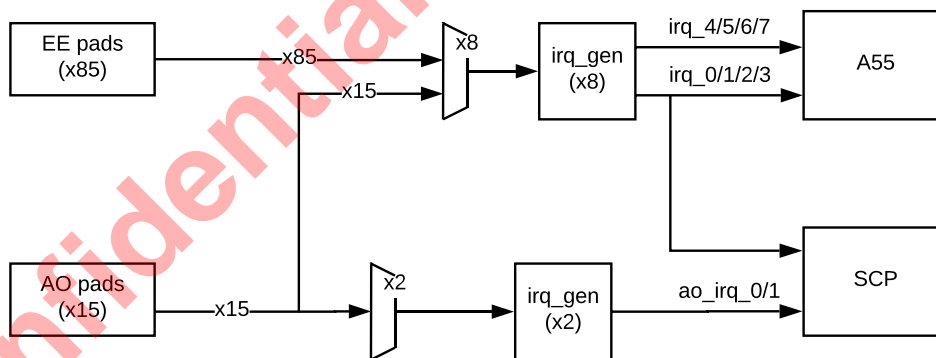 EE pads
(x85)
x85
x15
x8
irq_gen
(x8)
irq_4/5/6/7
irq_0/1/2/3
A55
AO pads
(x15)
x15
x2
irq_gen
(x2)
ao_irq_0/1
SCP
nfidential